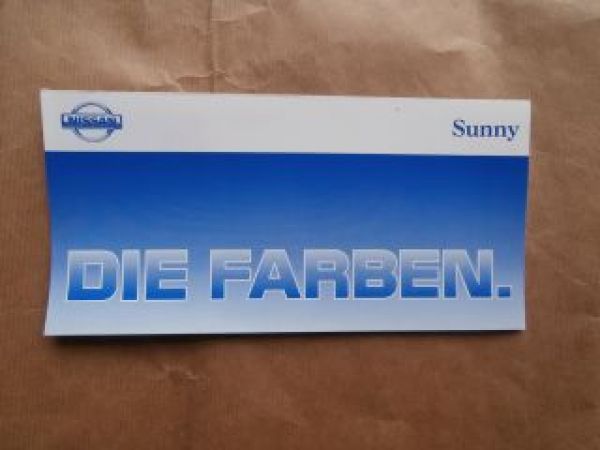 NISSAN
Sunny
DIE FARBEN.